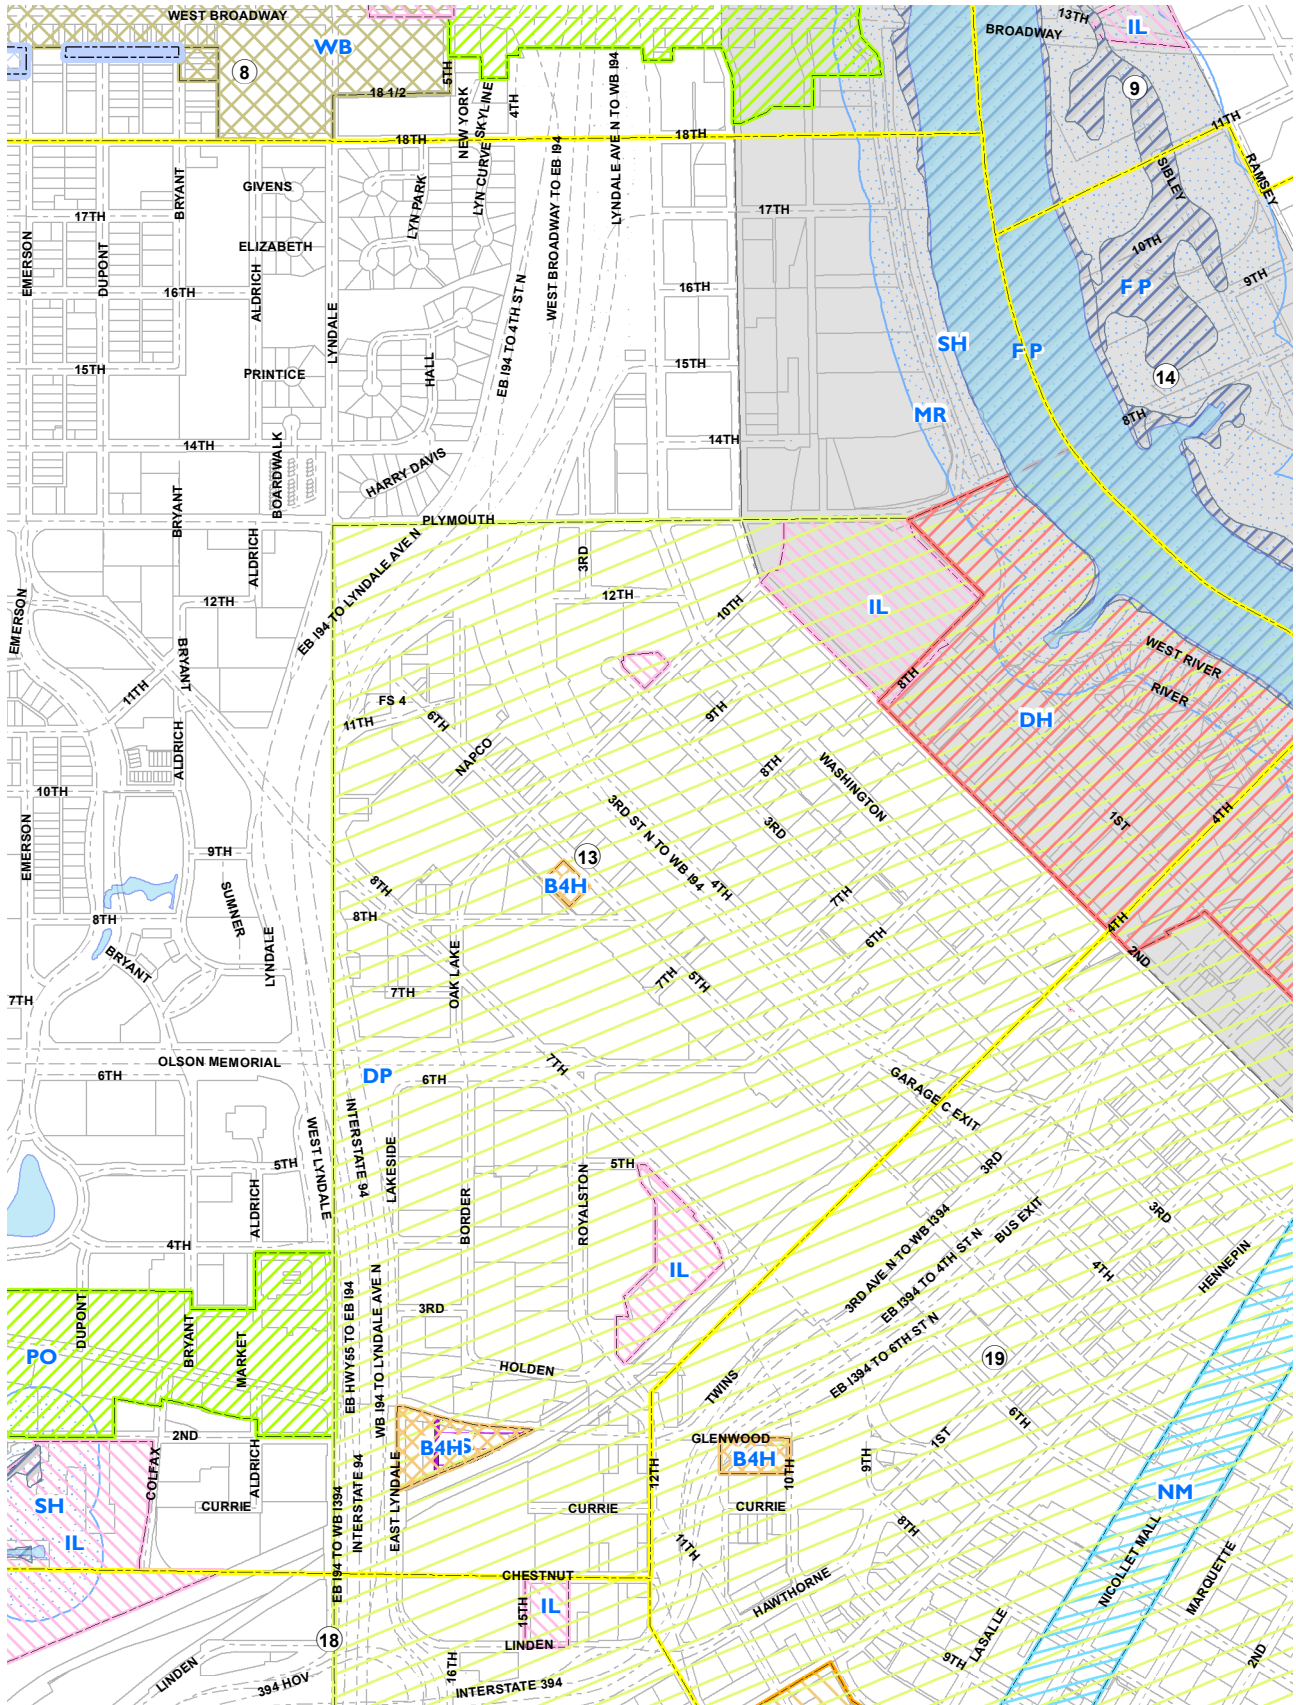 WEST BROADWAY
13TH
BROADWAY
IL
WB
5TH
8
9
18 1/2
NEW YORK
LYN CURVE SKYLINE
4TH
18TH
18TH
11TH
WEST BROADWAY TO EB I94
LYNDALE AVE N TO WB I94
BRYANT
GIVENS
LYN PARK
SIBLEY
RAMSEY
17TH
17TH
EMERSON
DUPONT
ELIZABETH
10TH
9TH
ALDRICH
16TH
16TH
F P
EB I94 TO 4TH ST N
LYNDALE
SH
F P
15TH
PRINTICE
HALL
15TH
14
MR
8TH
14TH
BOARDWALK
14TH
HARRY DAVIS
BRYANT
PLYMOUTH
ALDRICH
3RD
EB I94 TO LYNDALE AVE N
12TH
12TH
10TH
IL
EMERSON
BRYANT
WEST RIVER
11TH
8TH
RIVER
FS 4
6TH
11TH
9TH
DH
ALDRICH
NAPCO
8TH
WASHINGTON
10TH
3RD ST N TO WB I94
3RD
1ST
4TH
EMERSON
9TH
13
8TH
B4H
4TH
7TH
SUMNER
8TH
8TH
4TH
6TH
BRYANT
LYNDALE
OAK LAKE
2ND
7TH
7TH
7TH
5TH
OLSON MEMORIAL
7TH
6TH
DP
6TH
GARAGE C EXIT
INTERSTATE 94
WEST LYNDALE
LAKESIDE
5TH
5TH
3RD
ALDRICH
BORDER
ROYALSTON
3RD
4TH
3RD AVE N TO WB I394
EB I394 TO 4TH ST N
BUS EXIT
4TH
HENNEPIN
IL
EB HWY55 TO EB I94
WB I94 TO LYNDALE AVE N
3RD
DUPONT
BRYANT
MARKET
PO
HOLDEN
EB I394 TO 6TH ST N
19
TWINS
6TH
2ND
GLENWOOD
1ST
B4H
S
B4H
COLFAX
ALDRICH
INTERSTATE 94
EAST LYNDALE
12TH
10TH
9TH
NM
SH
CURRIE
CURRIE
CURRIE
8TH
IL
EB I94 TO WB I394
11TH
NICOLLET MALL
MARQUETTE
CHESTNUT
HAWTHORNE
15TH
IL
LASALLE
18
LINDEN
LINDEN
16TH
9TH
2ND
394 HOV
INTERSTATE 394